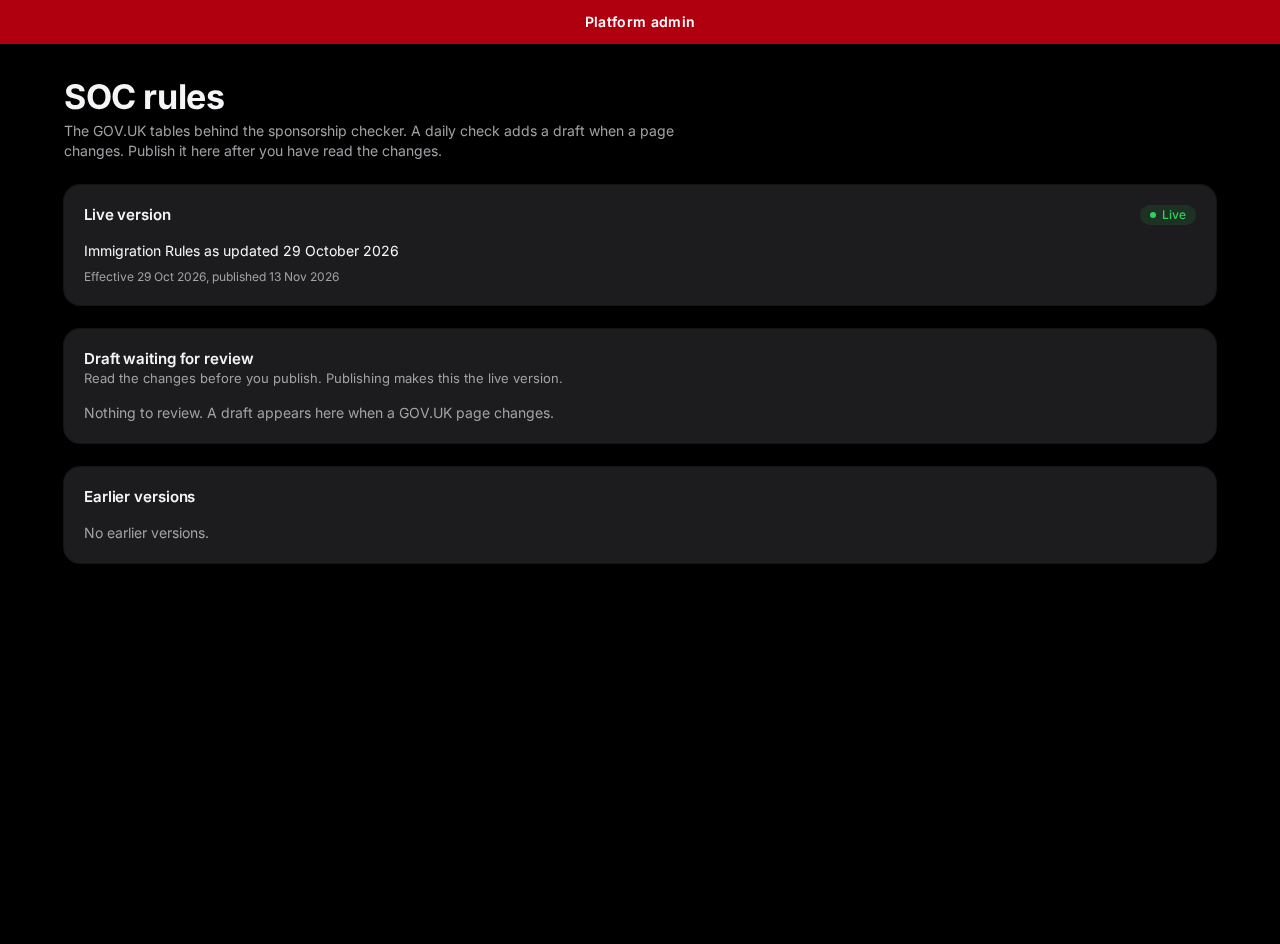 Platform admin
SOC rules
The GOV.UK tables behind the sponsorship checker. A daily check adds a draft when a page
changes. Publish it here after you have read the changes.
Live version
Live
Immigration Rules as updated 29 October 2026
Effective 29 Oct 2026, published 13 Nov 2026
Draft waiting for review
Read the changes before you publish. Publishing makes this the live version.
Nothing to review. A draft appears here when a GOV.UK page changes.
Earlier versions
No earlier versions.